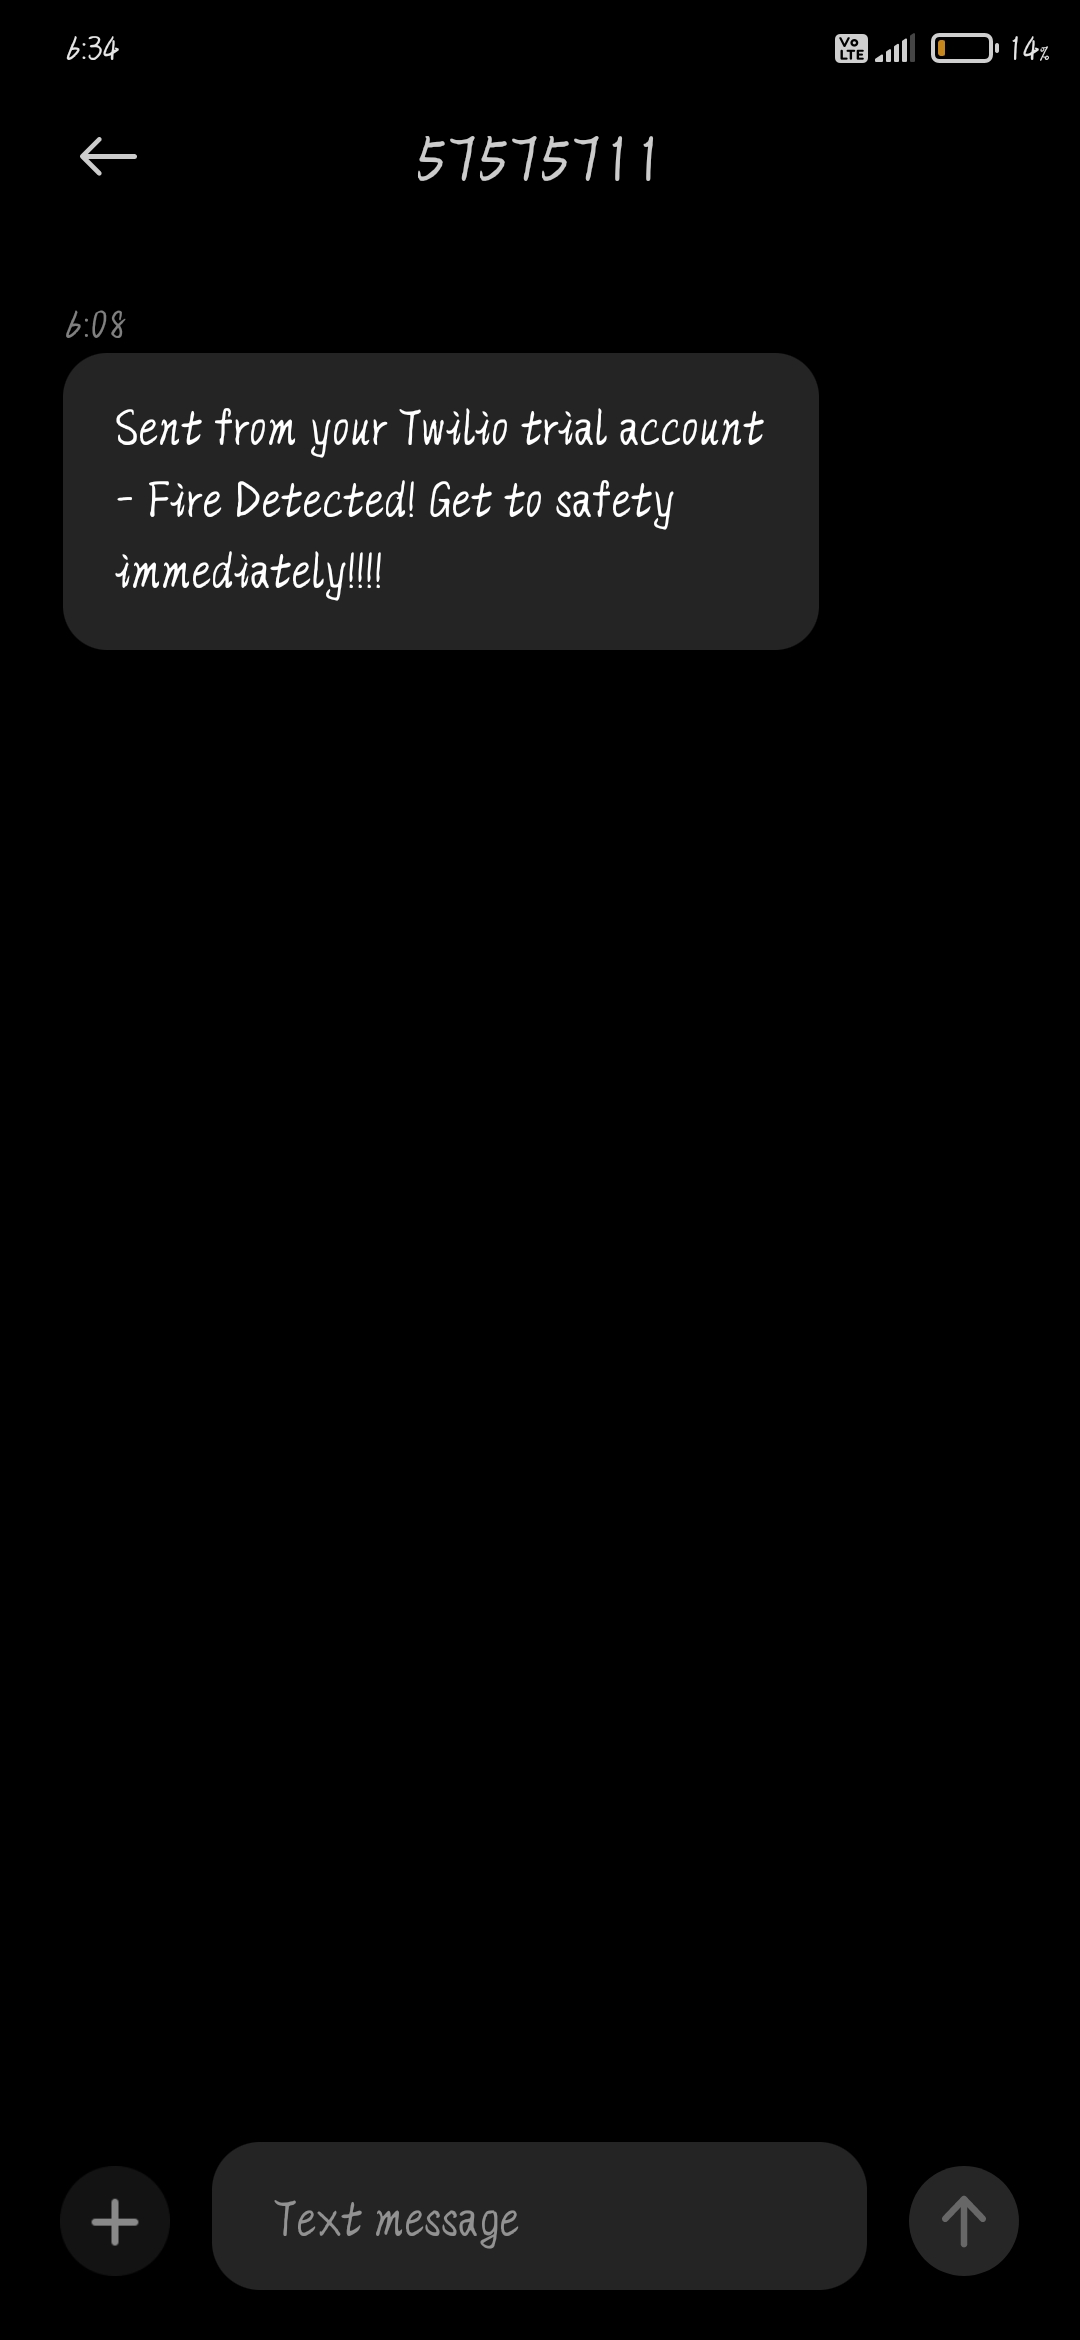 6:34
Vo LTE
14%
57575711
6:08
Sent from your Twilio trial account
- Fire Detected! Get to safety
immediately!!!!
Text message